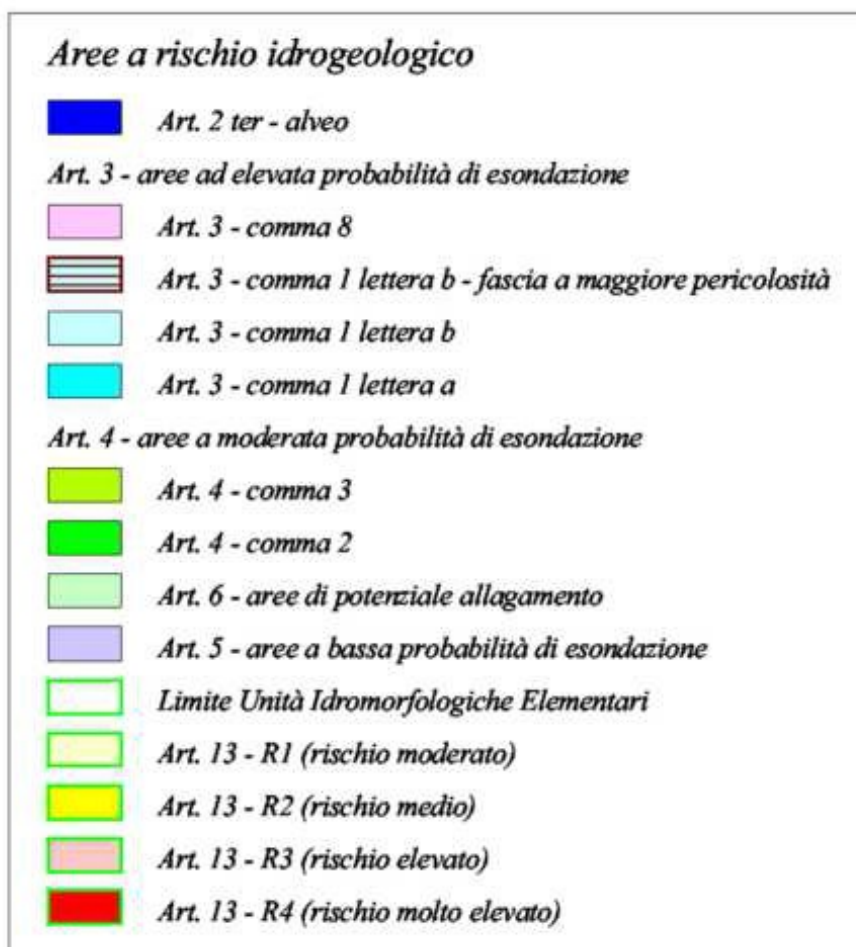 Aree a rischio idrogeologico
Art. 2 ter - alveo
Art. 3 - aree ad elevata probabilità di esondazione
Art. 3 - comma 8
Art. 3 - comma 1 lettera b - fascia a maggiore pericolosità
Art. 3 - comma 1 lettera b
Art. 3 - comma 1 lettera a
Art. 4 - aree a moderata probabilità di esondazione
Art. 4 - comma 3
Art. 4 - comma 2
Art. 6 - aree di potenziale allagamento
Art. 5 - aree a bassa probabilità di esondazione
Limite Unità Idromorfologiche Elementari
Art. 13 - R1 (rischio moderato)
Art. 13 - R2 (rischio medio)
Art. 13 - R3 (rischio elevato)
Art. 13 - R4 (rischio molto elevato)